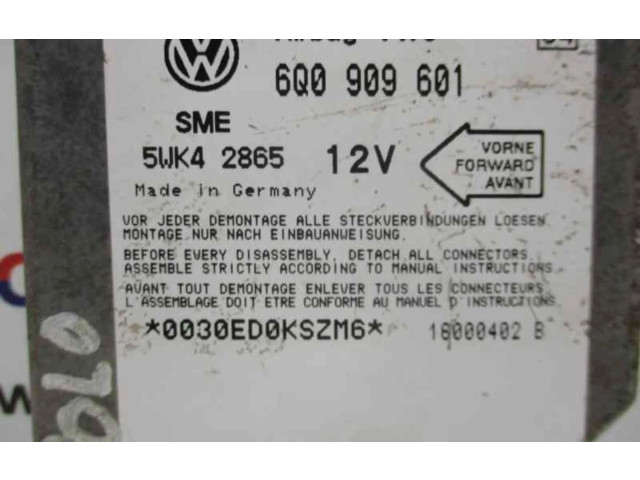 6Q0 909 601
SME
5WK4 2865 12V
VORNE
FORWARD
AVANT
Made in Germany
VOR JEDER DEMONTAGE ALLE STECKVERBINDUNGEN LOESEN
MONTAGE NUR NACH EINBAUANWEISUNG.
BEFORE EVERY DISASSEMBLY, DETACH ALL CONNECTORS
ASSEMBLE STRICTLY ACCORDING TO MANUAL INSTRUCTIONS
AVANT TOUT DEMONTAGE ENLEVER TOUS LES CONNECTEURS
L'ASSEMBLAGE DOIT ETRE CONFORME AU MANUEL D'INSTRUCTIONS
*0030ED0KSZM6* 16000402 B
POLO